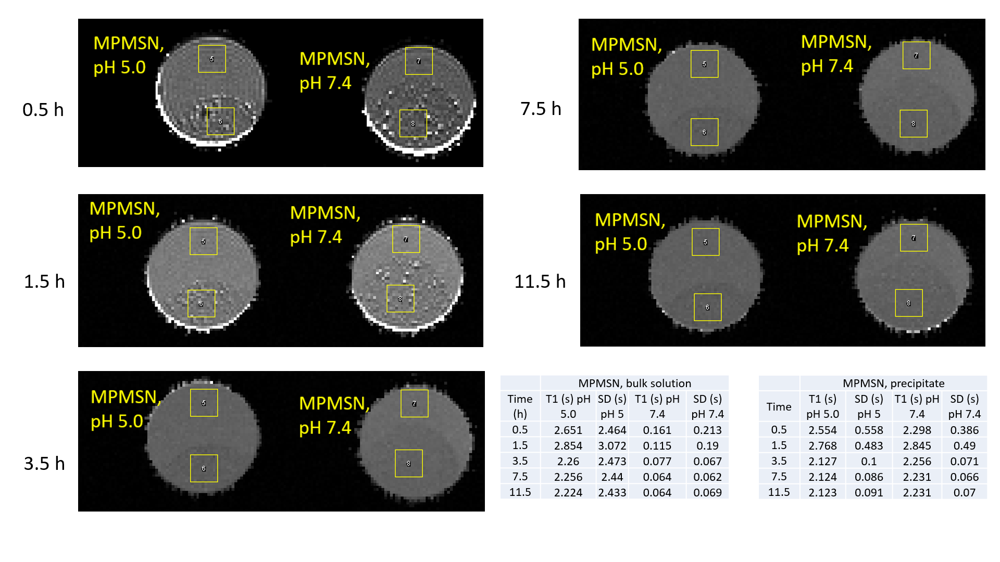 0.5 h
MPMSN,
pH 5.0
5
6
MPMSN,
pH 7.4
7
8
1.5 h
MPMSN,
pH 5.0
5
6
MPMSN,
pH 7.4
7
8
3.5 h
MPMSN,
pH 5.0
5
6
MPMSN,
pH 7.4
7
8
7.5 h
MPMSN,
pH 5.0
5
6
MPMSN,
pH 7.4
7
8
11.5 h
MPMSN,
pH 5.0
5
6
MPMSN,
pH 7.4
7
8
MPMSN, bulk solution
Time (h) T1 (s) pH 5.0 SD (s) pH 5 T1 (s) pH 7.4 SD (s) pH 7.4
0.5 2.651 2.464 0.161 0.213
1.5 2.854 3.072 0.115 0.19
3.5 2.26 2.473 0.077 0.067
7.5 2.256 2.44 0.064 0.062
11.5 2.224 2.433 0.064 0.069
MPMSN, precipitate
Time T1 (s) pH 5.0 SD (s) pH 5 T1 (s) pH 7.4 SD (s) pH 7.4
0.5 2.554 0.558 2.298 0.386
1.5 2.768 0.483 2.845 0.49
3.5 2.127 0.1 2.256 0.071
7.5 2.124 0.086 2.231 0.066
11.5 2.123 0.091 2.231 0.07